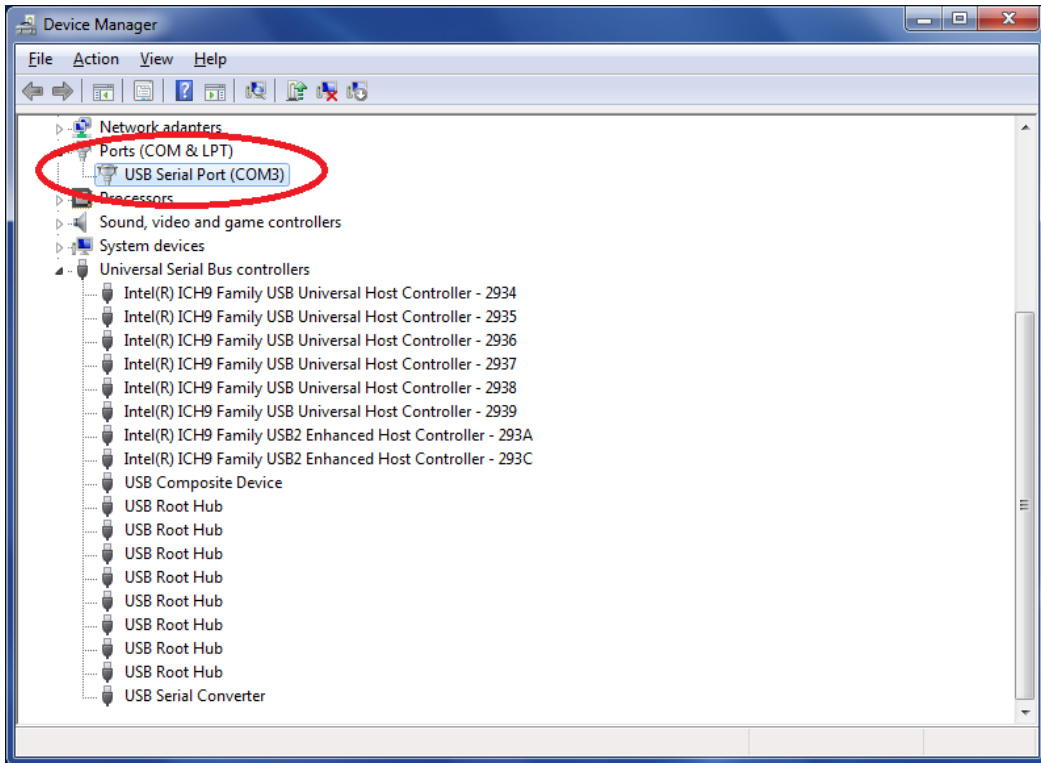 Device Manager
File Action View Help
Network adapters
Ports (COM & LPT)
USB Serial Port (COM3)
Processors
Sound, video and game controllers
System devices
Universal Serial Bus controllers
Intel(R) ICH9 Family USB Universal Host Controller - 2934
Intel(R) ICH9 Family USB Universal Host Controller - 2935
Intel(R) ICH9 Family USB Universal Host Controller - 2936
Intel(R) ICH9 Family USB Universal Host Controller - 2937
Intel(R) ICH9 Family USB Universal Host Controller - 2938
Intel(R) ICH9 Family USB Universal Host Controller - 2939
Intel(R) ICH9 Family USB2 Enhanced Host Controller - 293A
Intel(R) ICH9 Family USB2 Enhanced Host Controller - 293C
USB Composite Device
USB Root Hub
USB Root Hub
USB Root Hub
USB Root Hub
USB Root Hub
USB Root Hub
USB Root Hub
USB Root Hub
USB Serial Converter